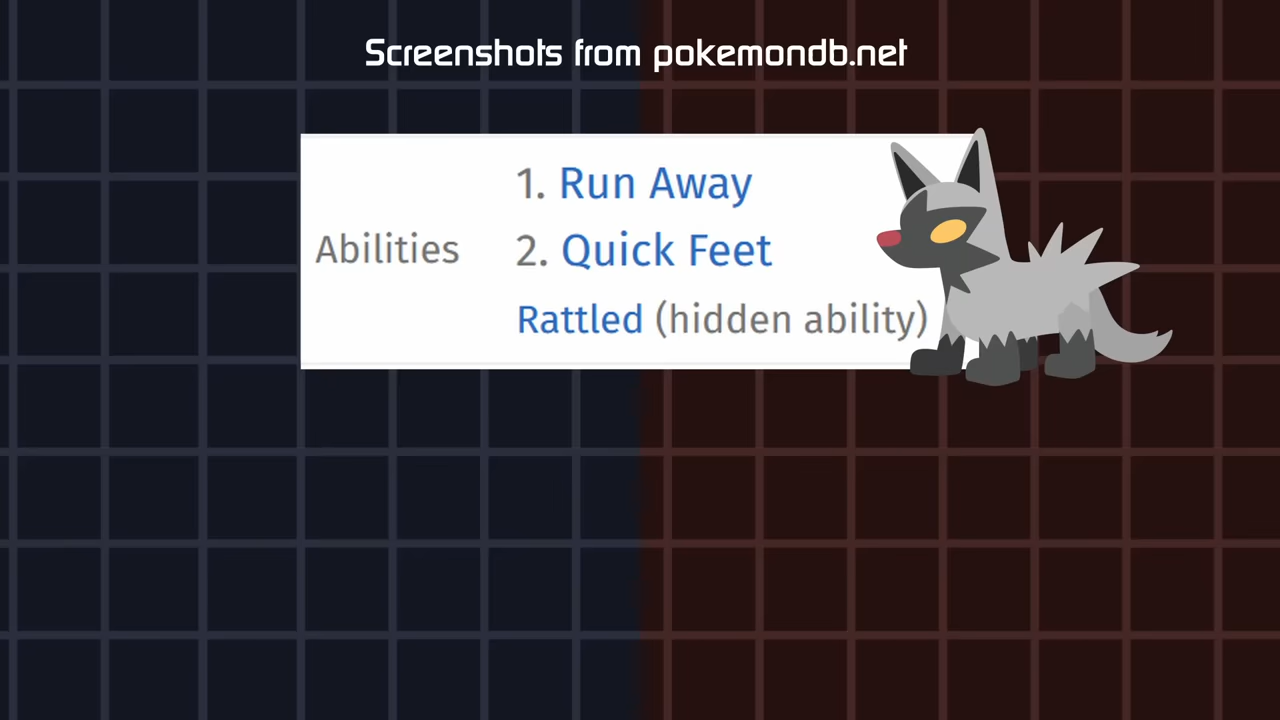 Screenshots from pokemondb.net
1. Run Away
Abilities
2. Quick Feet
Rattled (hidden ability)